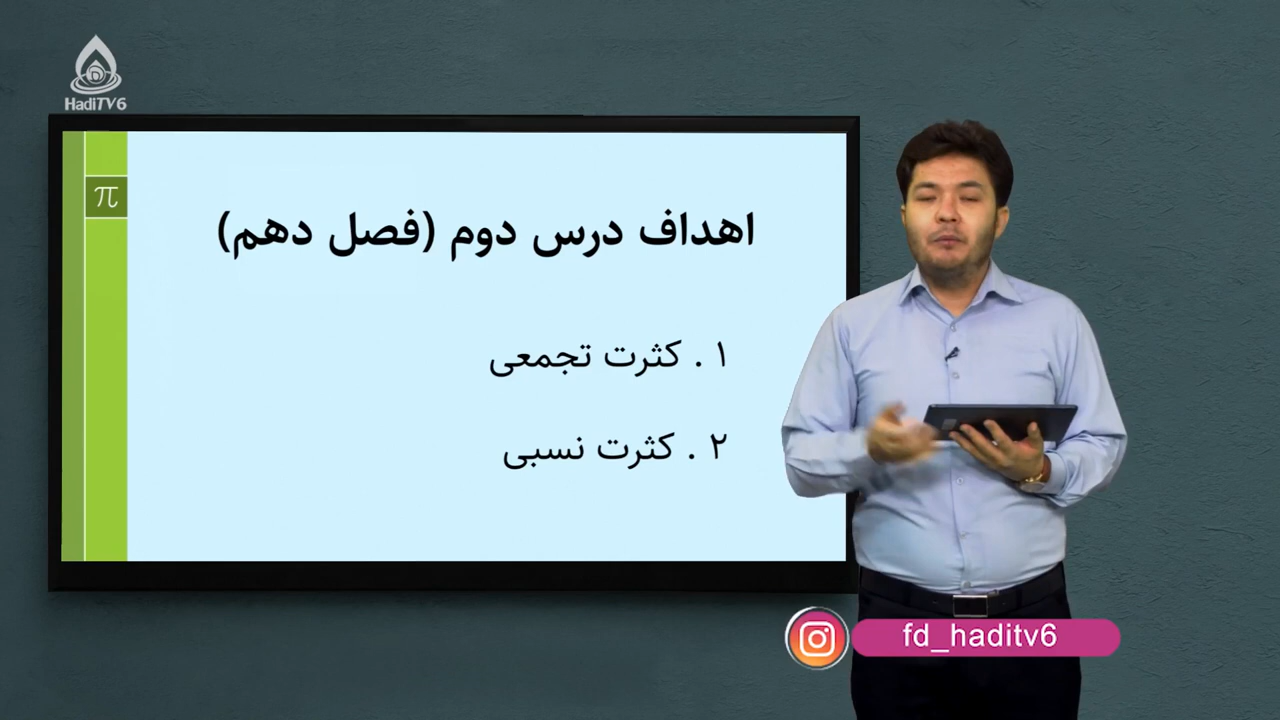 HadiTV6
π
اهداف درس دوم (فصل دهم)
۱ . کثرت تجمعی
۲ . کثرت نسبی
fd_haditv6